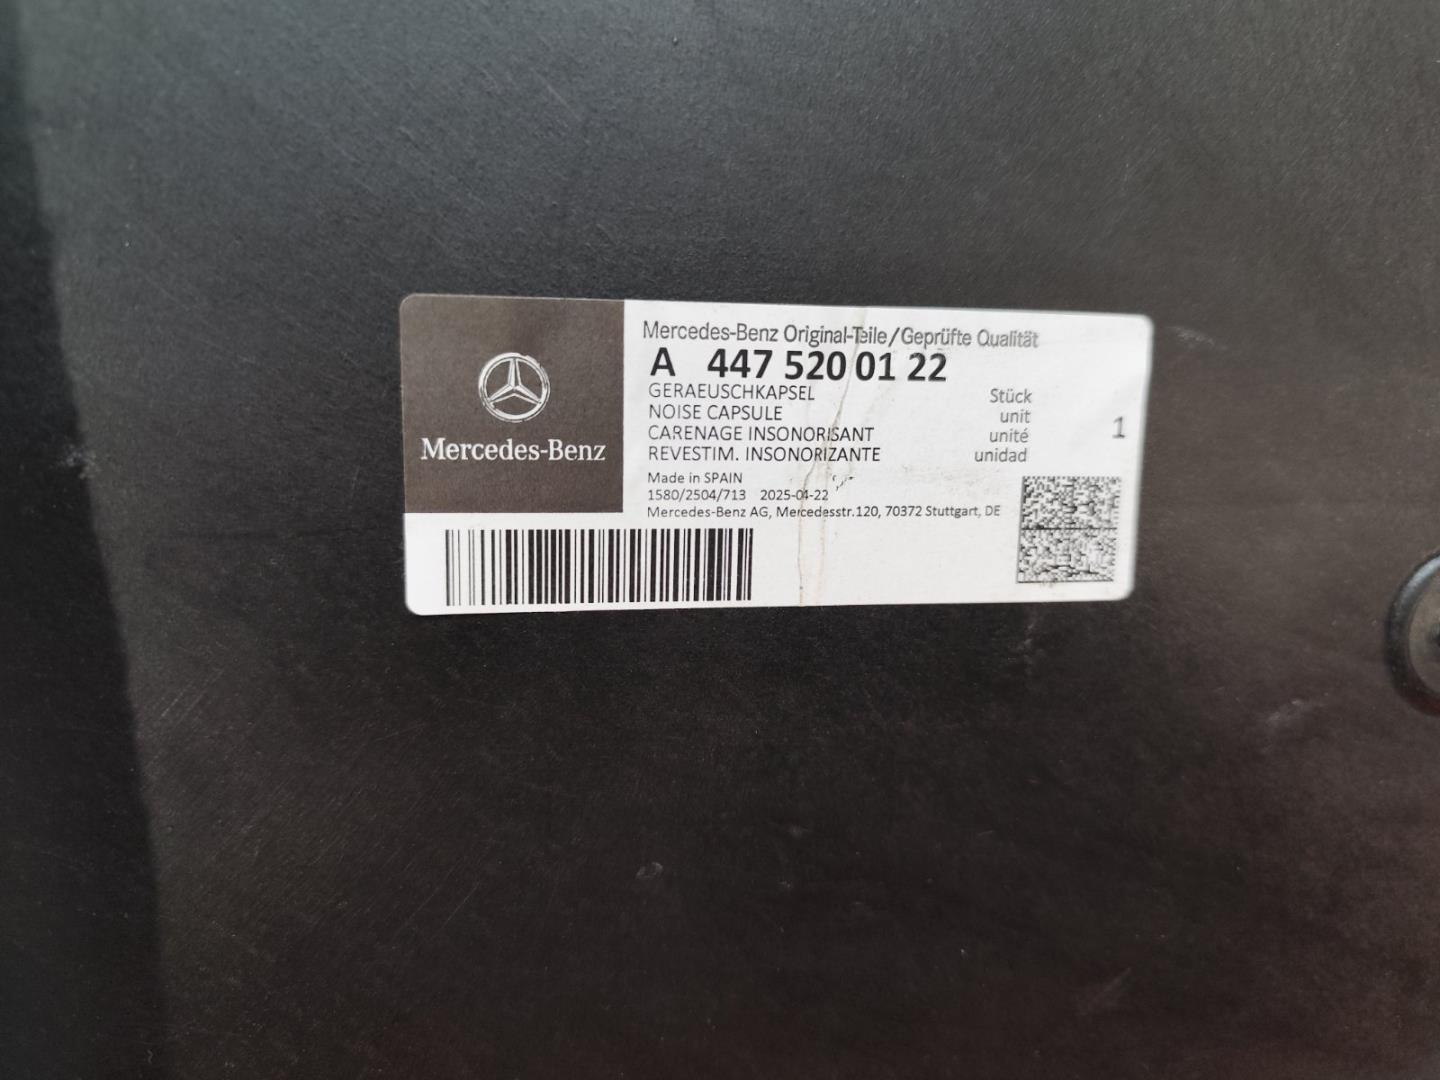 Mercedes-Benz
Mercedes-Benz Original-Teile/Geprüfte Qualität
A 447 520 01 22
GERAEUSCHKAPSEL Stück
NOISE CAPSULE unit
CARENAGE INSONORISANT unité
REVESTIM. INSONORIZANTE unidad
1
Made in SPAIN
1580/2504/713 2025-04-22
Mercedes-Benz AG, Mercedesstr.120, 70372 Stuttgart, DE